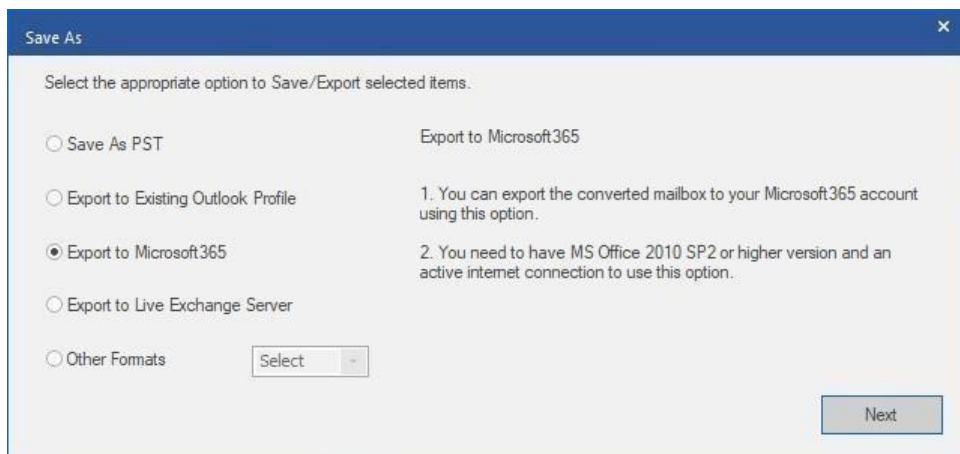 Save As
Select the appropriate option to Save/Export selected items.
Save As PST
Export to Existing Outlook Profile
Export to Microsoft365
Export to Live Exchange Server
Other Formats
Select
Export to Microsoft365
1. You can export the converted mailbox to your Microsoft365 account
using this option.
2. You need to have MS Office 2010 SP2 or higher version and an
active internet connection to use this option.
Next